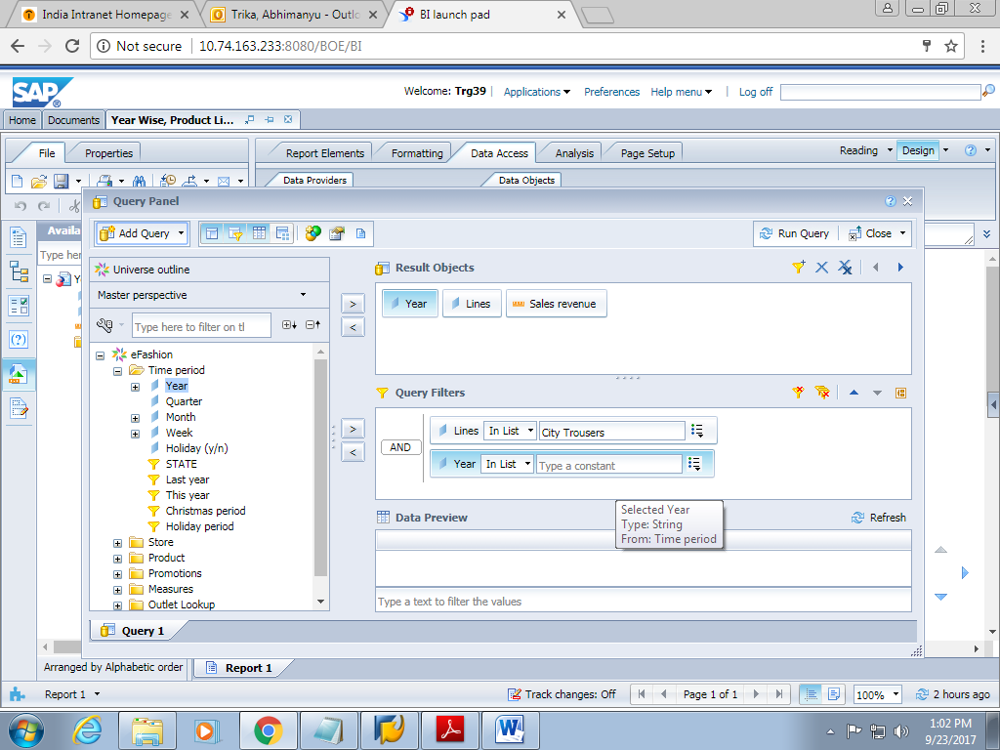 India Intranet Homepage
Trika, Abhimanyu - Outlo
BI launch pad
Not secure
10.74.163.233:8080/BOE/BI
SAP
Welcome: Trg39
Applications
Preferences
Help menu
Log off
Home
Documents
Year Wise, Product Li...
File
Properties
Report Elements
Formatting
Data Access
Analysis
Page Setup
Reading
Design
Data Providers
Data Objects
Availa
Type her
Y
Query Panel
Add Query
Run Query
Close
Universe outline
Master perspective
Type here to filter on tl
eFashion
Time period
Year
Quarter
Month
Week
Holiday (y/n)
STATE
Last year
This year
Christmas period
Holiday period
Store
Product
Promotions
Measures
Outlet Lookup
>
<
>
<
Result Objects
Year
Lines
Sales revenue
Query Filters
AND
Lines In List City Trousers
Year In List Type a constant
Selected Year
Type: String
From: Time period
Data Preview
Refresh
Type a text to filter the values
Query 1
Arranged by Alphabetic order
Report 1
Report 1
Track changes: Off
Page 1 of 1
100%
2 hours ago
1:02 PM
9/23/2017